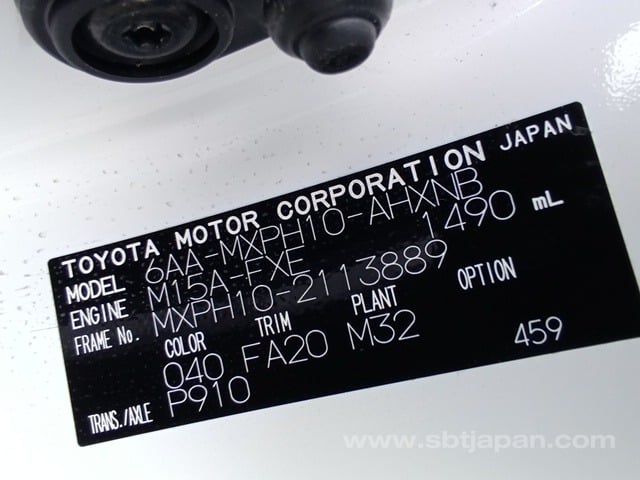 TOYOTA MOTOR CORPORATION JAPAN
MODEL 6AA-MXPH10-AHXNB
ENGINE M15A-FXE 1490 mL
FRAME No. MXPH10-2113889
COLOR TRIM PLANT OPTION
040 FA20 M32 459
TRANS./AXLE P910
www.sbtjapan.com